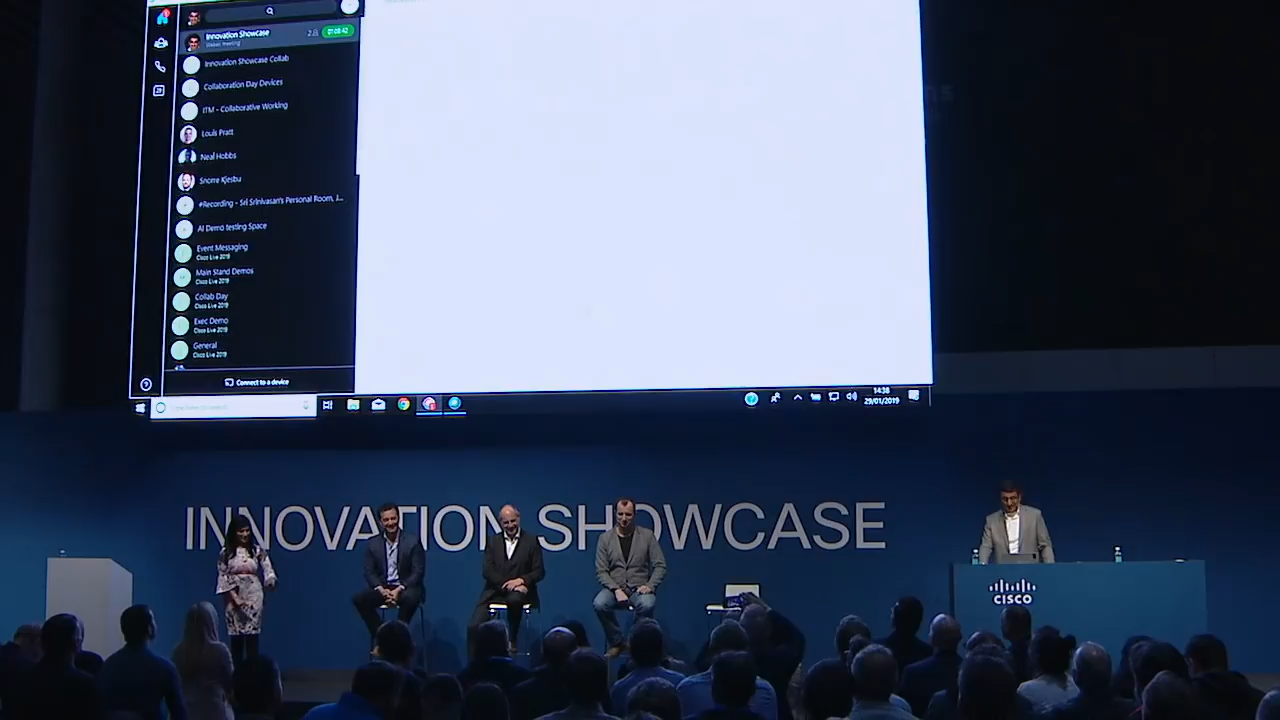 Innovation Showcase
Webex meeting
01:08:42
Innovation Showcase Collab
Collaboration Day Devices
ITM - Collaborative Working
Louis Pratt
Neal Hobbs
Snorre Kjesbu
#Recording - Sri Srinivasan's Personal Room, J...
AI Demo testing Space
Event Messaging
Cisco Live 2019
Main Stand Demos
Cisco Live 2019
Collab Day
Cisco Live 2019
Exec Demo
Cisco Live 2019
General
Cisco Live 2019
Connect to a device
14:38
29/01/2019
INNOVATION SHOWCASE
CISCO